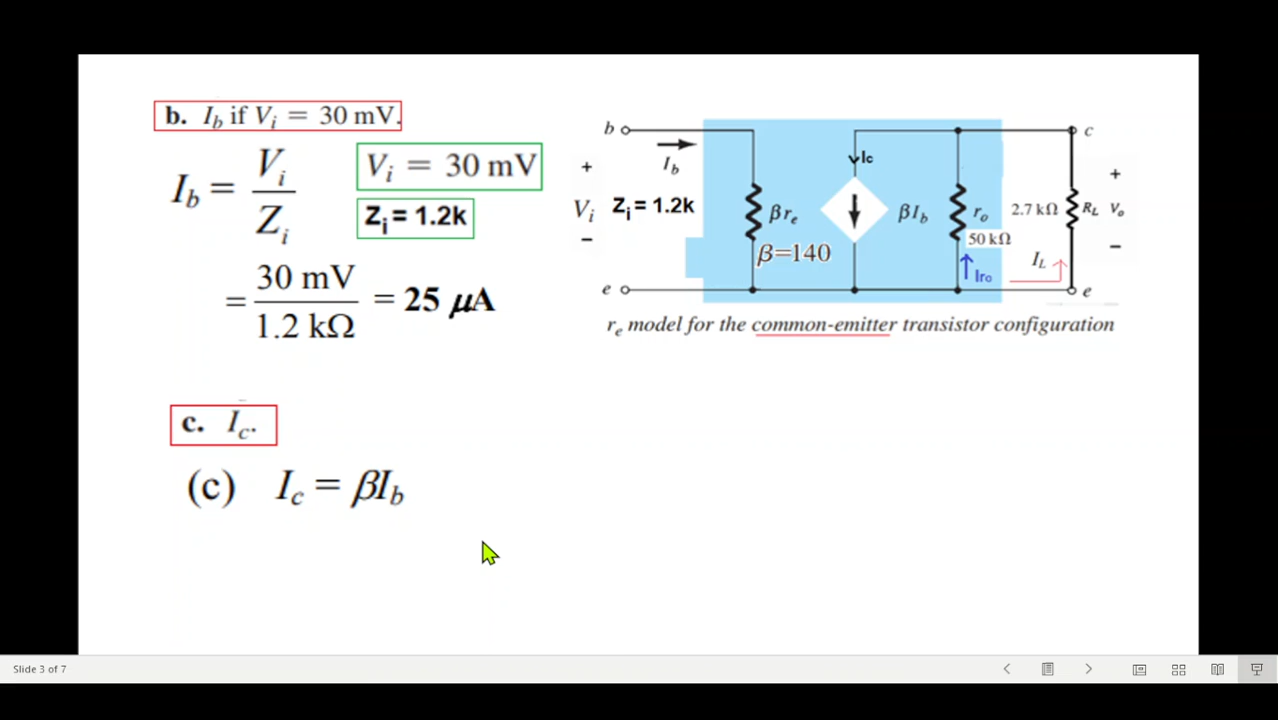 b. I_b if V_i = 30 mV.
I_b = V_i / Z_i
V_i = 30 mV
Z_i = 1.2k
= 30 mV / 1.2 kΩ = 25 μA
b
I_b
+
V_i
−
Z_i = 1.2k
e
βr_e
β=140
Ic
βI_b
r_o
50 kΩ
Iro
2.7 kΩ
R_L
I_L
c
+
V_o
−
e
r_e model for the common-emitter transistor configuration
c. I_c.
(c) I_c = βI_b
Slide 3 of 7